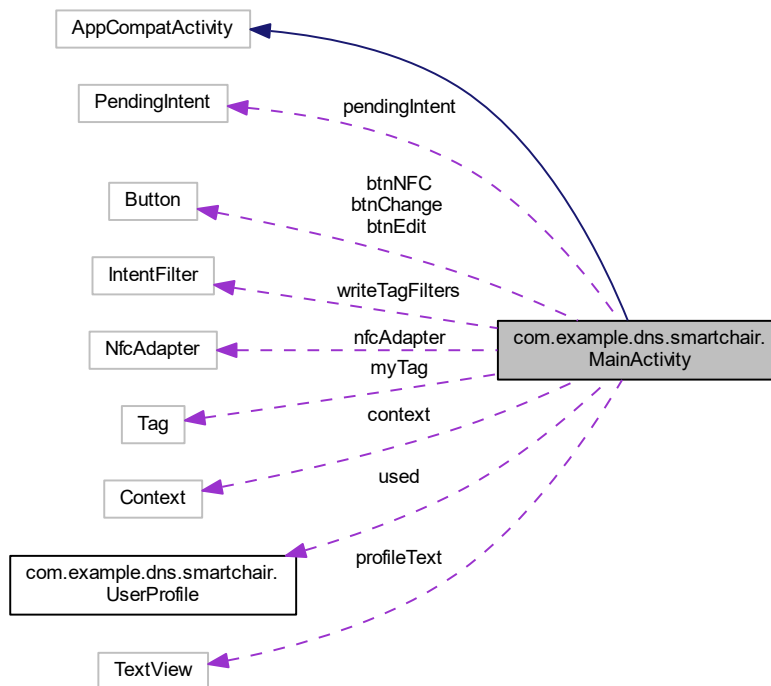 AppCompatActivity
PendingIntent
pendingIntent
Button
btnNFC
btnChange
btnEdit
IntentFilter
writeTagFilters
NfcAdapter
nfcAdapter
com.example.dns.smartchair.
MainActivity
myTag
Tag
context
Context
used
com.example.dns.smartchair.
UserProfile
profileText
TextView